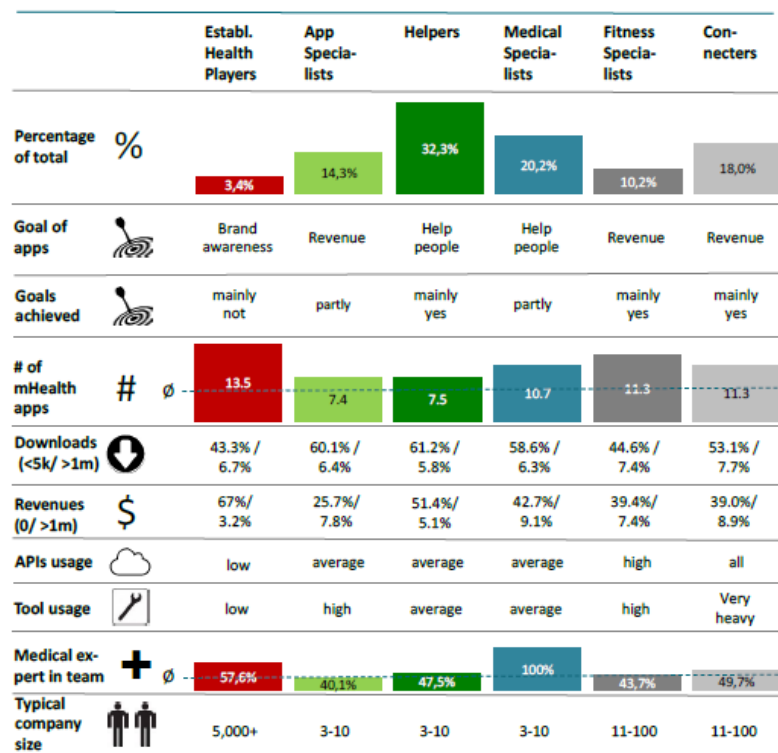 Establ. Health Players
App Specia-lists
Helpers
Medical Specia-lists
Fitness Specia-lists
Con-necters
Percentage of total % 3,4% 14,3% 32,3% 20,2% 10,2% 18,0%
Goal of apps Brand awareness Revenue Help people Help people Revenue Revenue
Goals achieved mainly not partly mainly yes partly mainly yes mainly yes
# of mHealth apps # Ø 13.5 7.4 7.5 10.7 11.3 11.3
Downloads (<5k/ >1m) 43.3% / 6.7% 60.1% / 6.4% 61.2% / 5.8% 58.6% / 6.3% 44.6% / 7.4% 53.1% / 7.7%
Revenues (0/ >1m) $ 67%/ 3.2% 25.7%/ 7.8% 51.4%/ 5.1% 42.7%/ 9.1% 39.4%/ 7.4% 39.0%/ 8.9%
APIs usage low average average average high all
Tool usage low high average average high Very heavy
Medical ex-pert in team + Ø 57,6% 40,1% 47,5% 100% 43,7% 49,7%
Typical company size 5,000+ 3-10 3-10 3-10 11-100 11-100